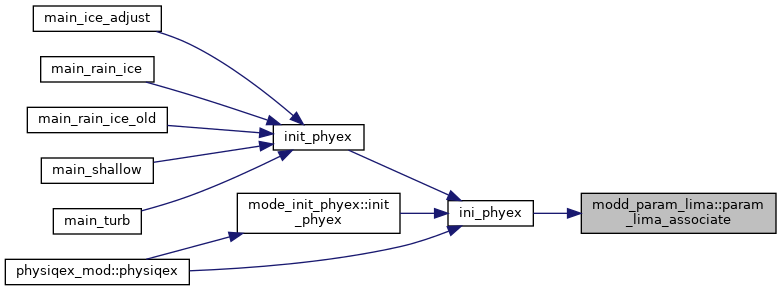 main_ice_adjust
main_rain_ice
main_rain_ice_old
main_shallow
main_turb
physiqex_mod::physiqex
init_phyex
mode_init_phyex::init
_phyex
ini_phyex
modd_param_lima::param
_lima_associate